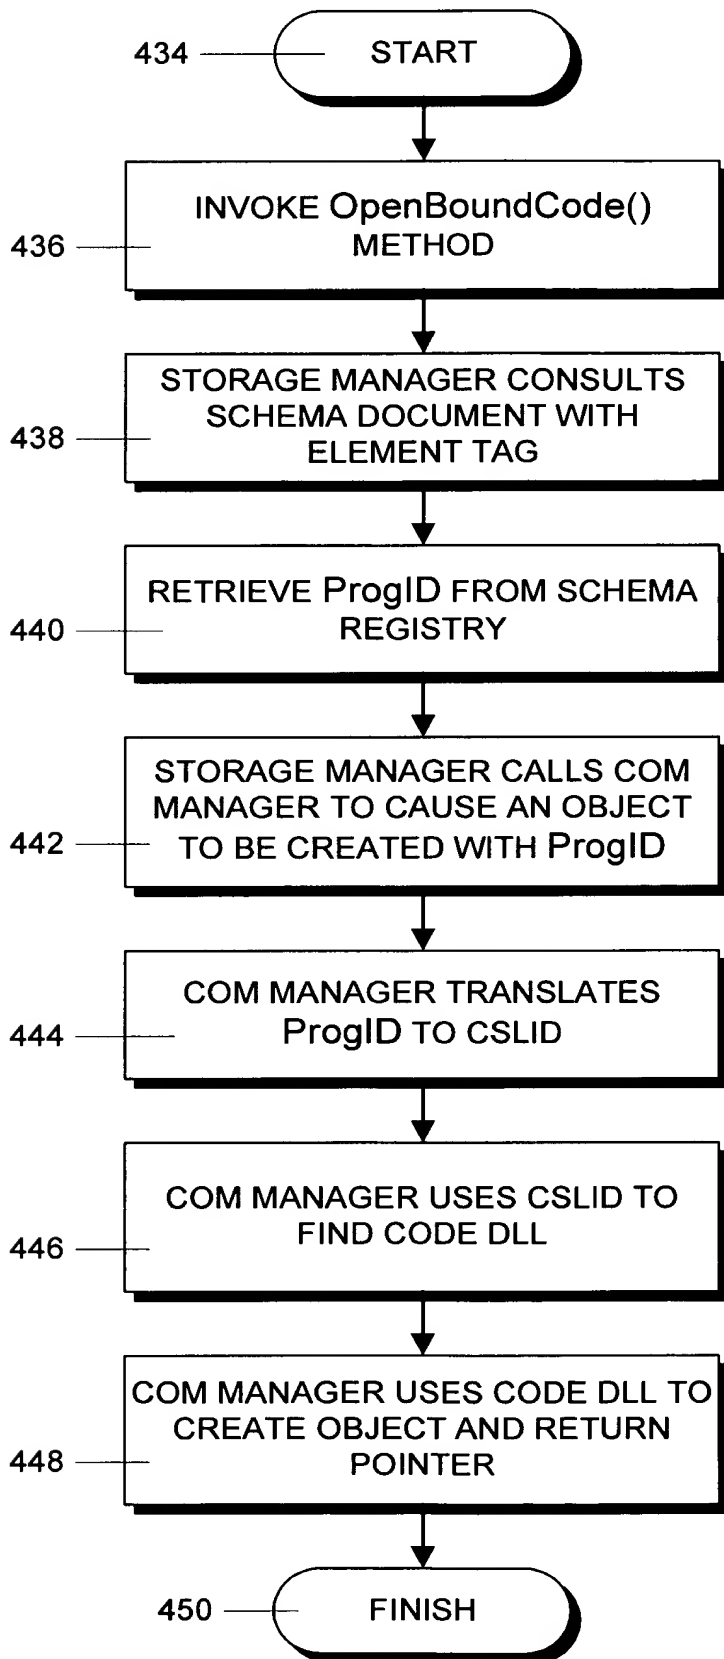 434
START
INVOKE OpenBoundCode()
METHOD
436
STORAGE MANAGER CONSULTS
SCHEMA DOCUMENT WITH
ELEMENT TAG
438
RETRIEVE ProgID FROM SCHEMA
REGISTRY
440
STORAGE MANAGER CALLS COM
MANAGER TO CAUSE AN OBJECT
TO BE CREATED WITH ProgID
442
COM MANAGER TRANSLATES
ProgID TO CSLID
444
COM MANAGER USES CSLID TO
FIND CODE DLL
446
COM MANAGER USES CODE DLL TO
CREATE OBJECT AND RETURN
POINTER
448
450
FINISH